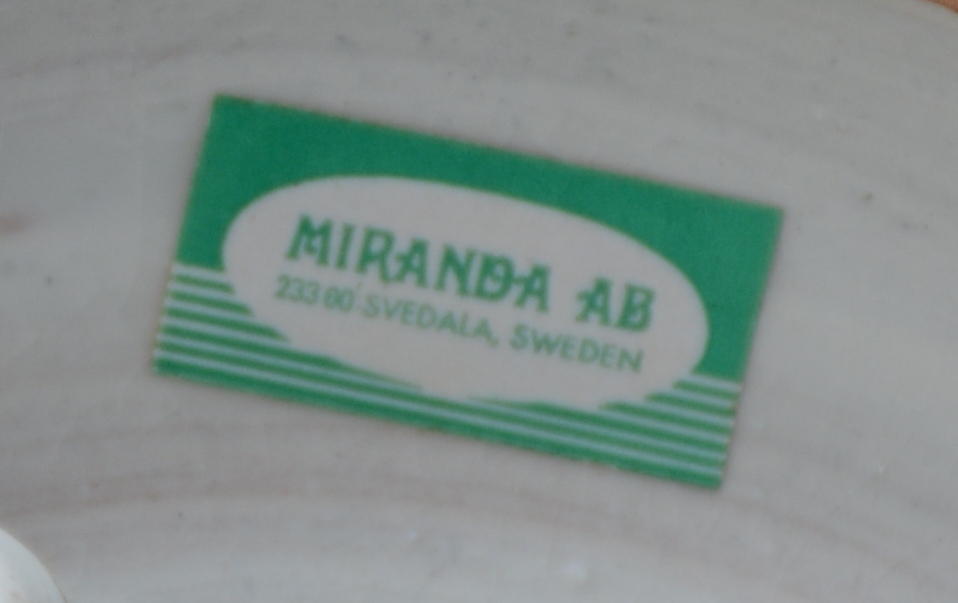 MIRANDA AB
233 00 SVEDALA, SWEDEN